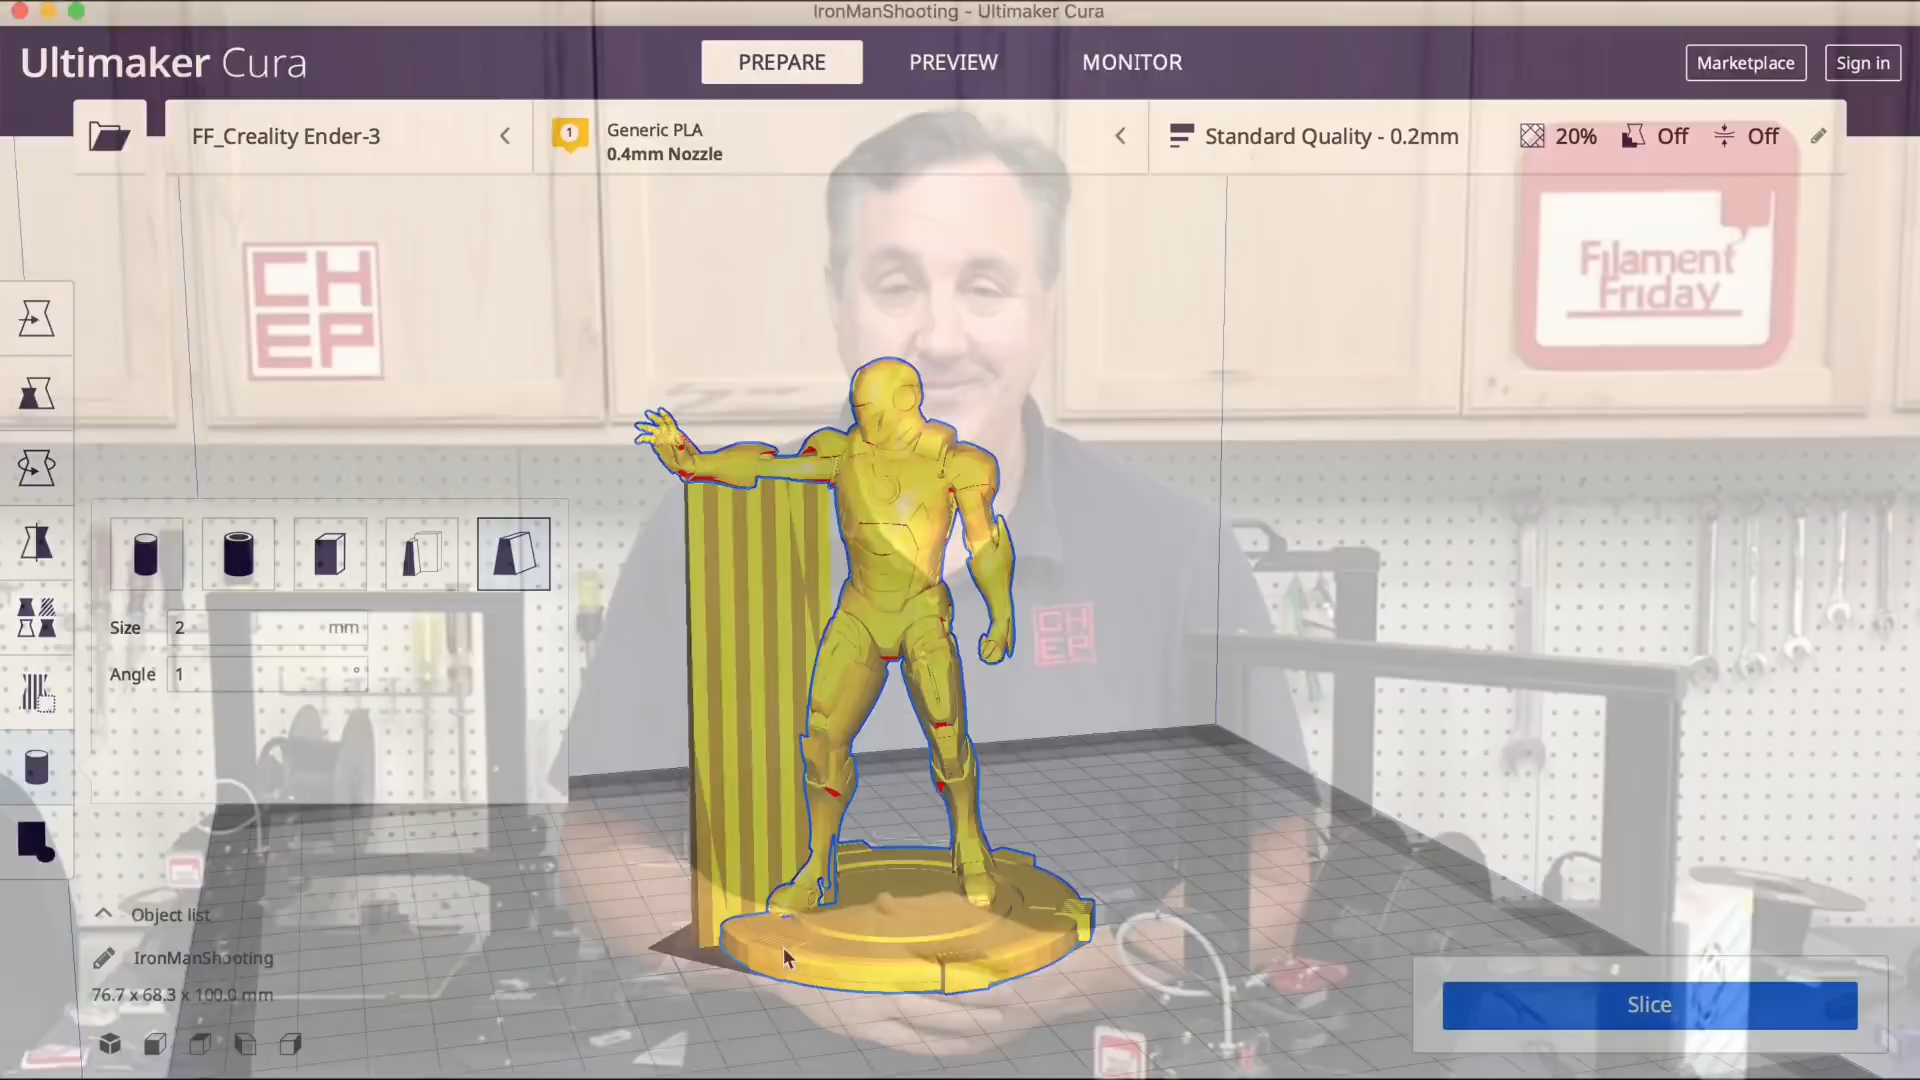 IronManShooting - Ultimaker Cura
Ultimaker Cura
PREPARE
PREVIEW
MONITOR
Marketplace
Sign in
FF_Creality Ender-3
1
Generic PLA
0.4mm Nozzle
Standard Quality - 0.2mm
20%
Off
Off
CH
EP
Filament
Friday
Size
2
mm
Angle
1
°
CH
EP
Object list
IronManShooting
76.7 x 68.3 x 100.0 mm
Slice